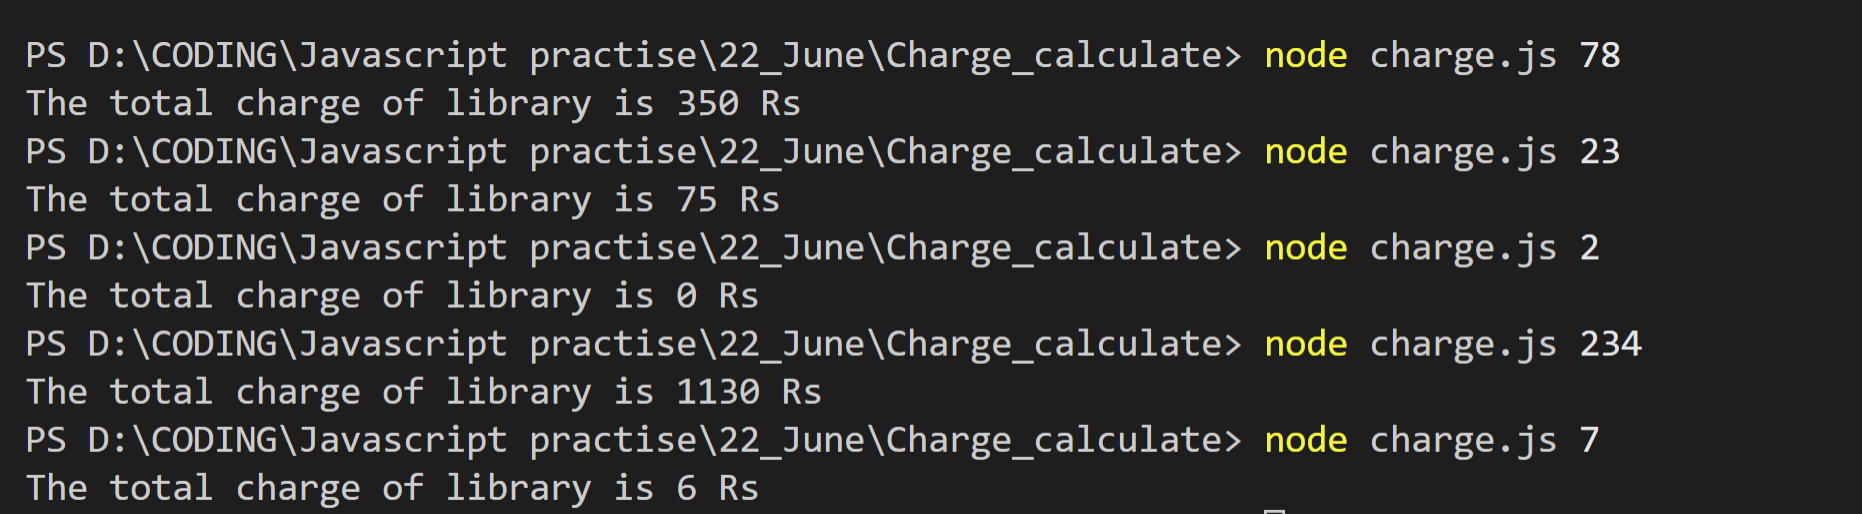 PS D:\CODING\Javascript practise\22_June\Charge_calculate> node charge.js 78
The total charge of library is 350 Rs
PS D:\CODING\Javascript practise\22_June\Charge_calculate> node charge.js 23
The total charge of library is 75 Rs
PS D:\CODING\Javascript practise\22_June\Charge_calculate> node charge.js 2
The total charge of library is 0 Rs
PS D:\CODING\Javascript practise\22_June\Charge_calculate> node charge.js 234
The total charge of library is 1130 Rs
PS D:\CODING\Javascript practise\22_June\Charge_calculate> node charge.js 7
The total charge of library is 6 Rs